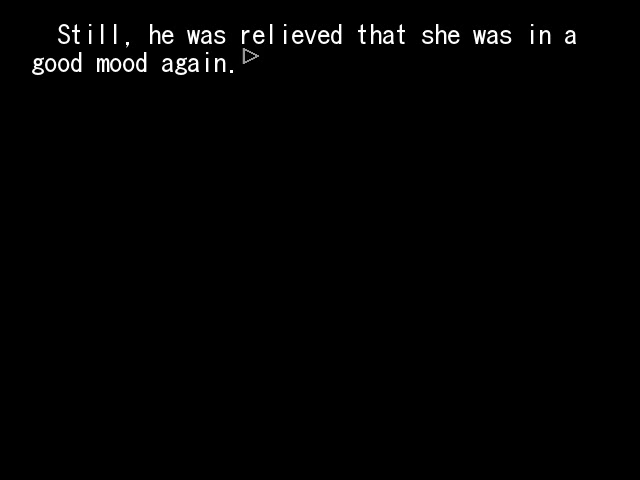 Still, he was relieved that she was in a
good mood again.